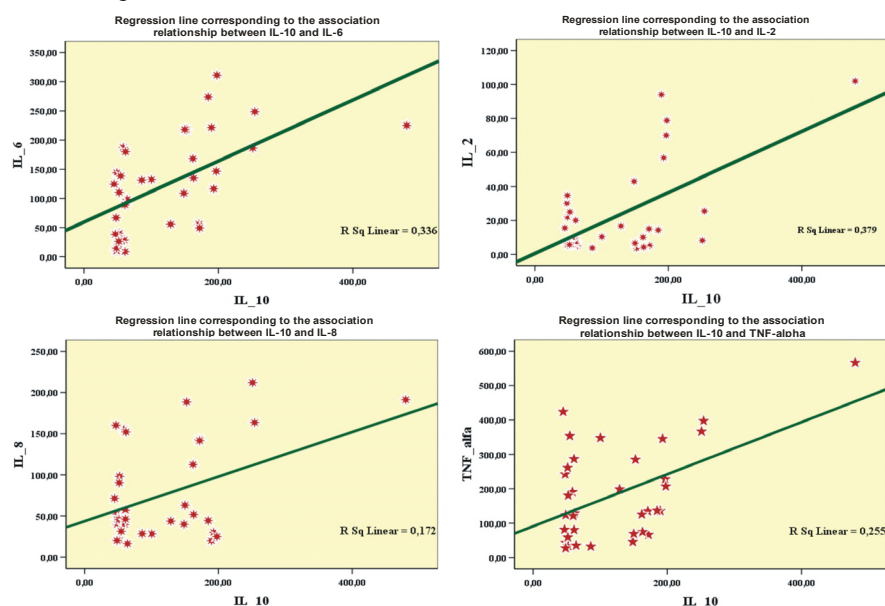 Regression line corresponding to the association
relationship between IL-10 and IL-6
350,00
300,00
250,00
200,00
150,00
100,00
50,00
0,00
IL_6
R Sq Linear = 0,336
0,00
200,00
400,00
IL_10
Regression line corresponding to the association
relationship between IL-10 and IL-2
120,00
100,00
80,00
60,00
40,00
20,00
0,00
IL_2
R Sq Linear = 0,379
0,00
200,00
400,00
IL_10
Regression line corresponding to the association
relationship between IL-10 and IL-8
250,00
200,00
150,00
100,00
50,00
0,00
IL_8
R Sq Linear = 0,172
0,00
200,00
400,00
IL_10
Regression line corresponding to the association
relationship between IL-10 and TNF-alpha
600,00
500,00
400,00
300,00
200,00
100,00
0,00
TNF_alfa
R Sq Linear = 0,255
0,00
200,00
400,00
IL_10